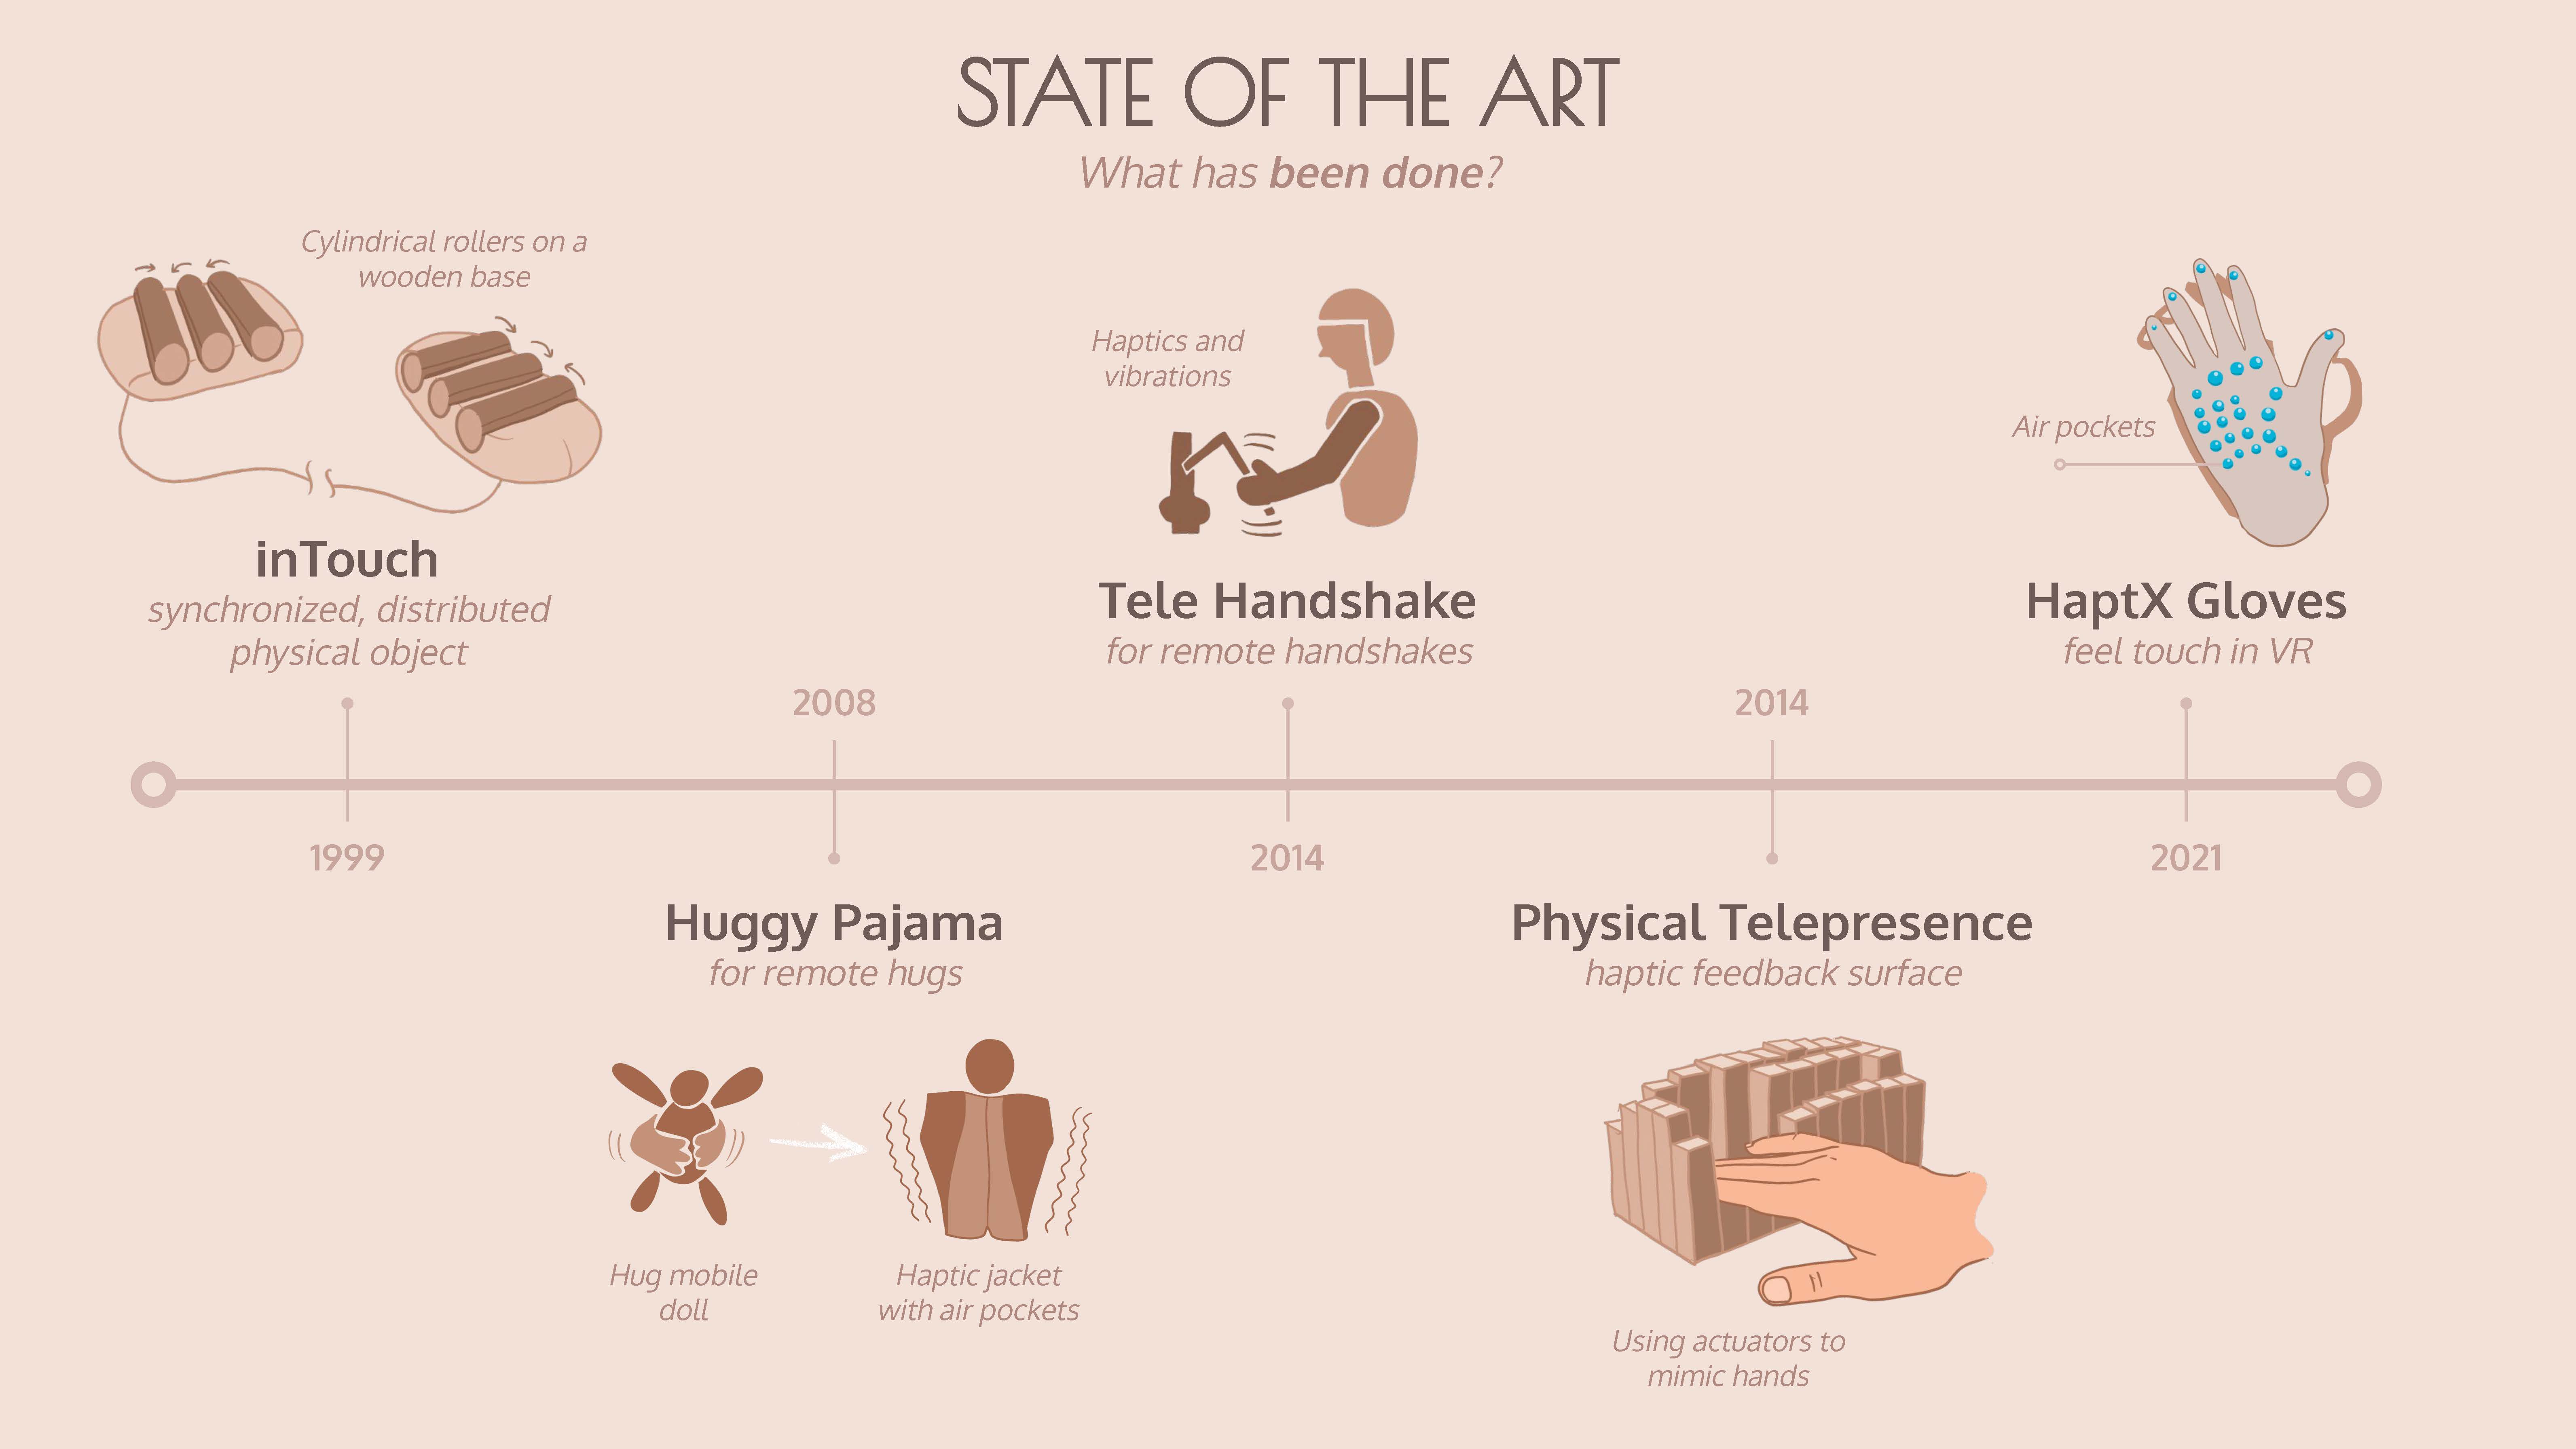 STATE OF THE ART
What has been done?
Cylindrical rollers on a
wooden base
inTouch
synchronized, distributed
physical object
1999
2008
Huggy Pajama
for remote hugs
Hug mobile
doll
Haptic jacket
with air pockets
Haptics and
vibrations
Tele Handshake
for remote handshakes
2014
2014
Physical Telepresence
haptic feedback surface
Using actuators to
mimic hands
Air pockets
HaptX Gloves
feel touch in VR
2021